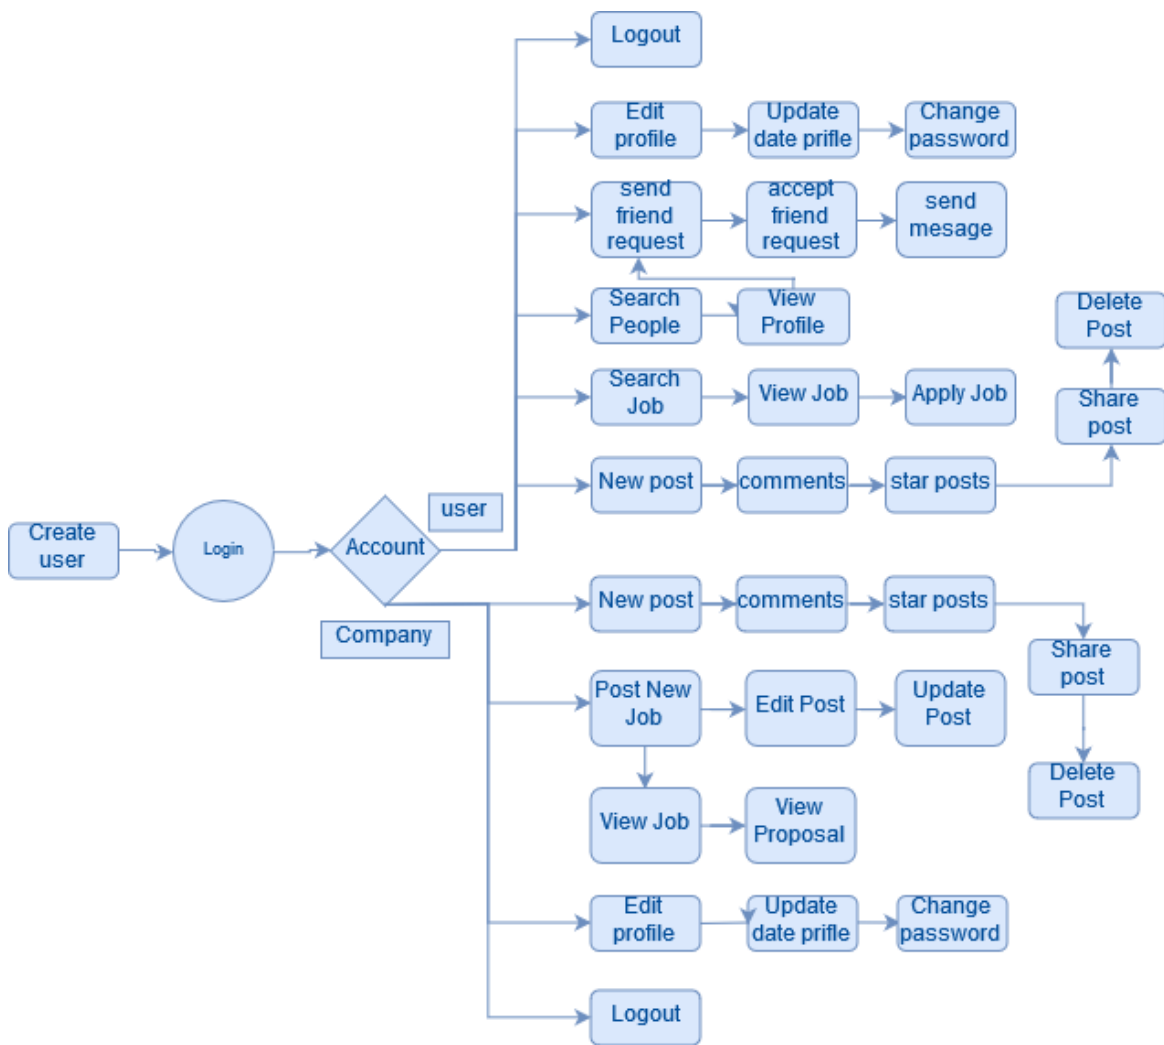 Logout
Edit
profile
Update
date prifle
Change
password
send
friend
request
accept
friend
request
send
mesage
Search
People
View
Profile
Delete
Post
Search
Job
View Job
Apply Job
Share
post
New post
comments
star posts
user
Create
user
Login
Account
Company
New post
comments
star posts
Share
post
Post New
Job
Edit Post
Update
Post
Delete
Post
View Job
View
Proposal
Edit
profile
Update
date prifle
Change
password
Logout